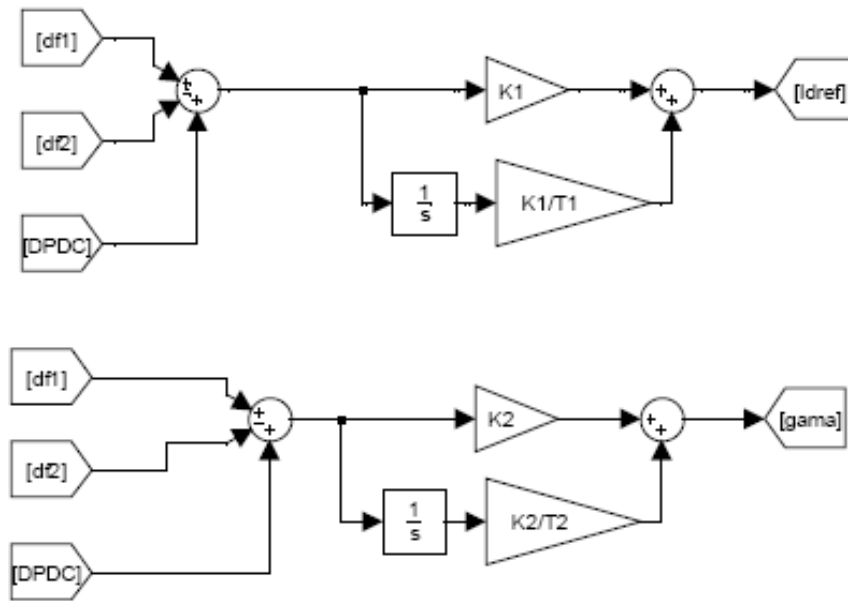 [df1]
[df2]
[DPDC]
+
-
+
K1
1
s
K1/T1
+
+
[Idref]
[df1]
[df2]
[DPDC]
+
-
+
K2
1
s
K2/T2
+
+
[gama]